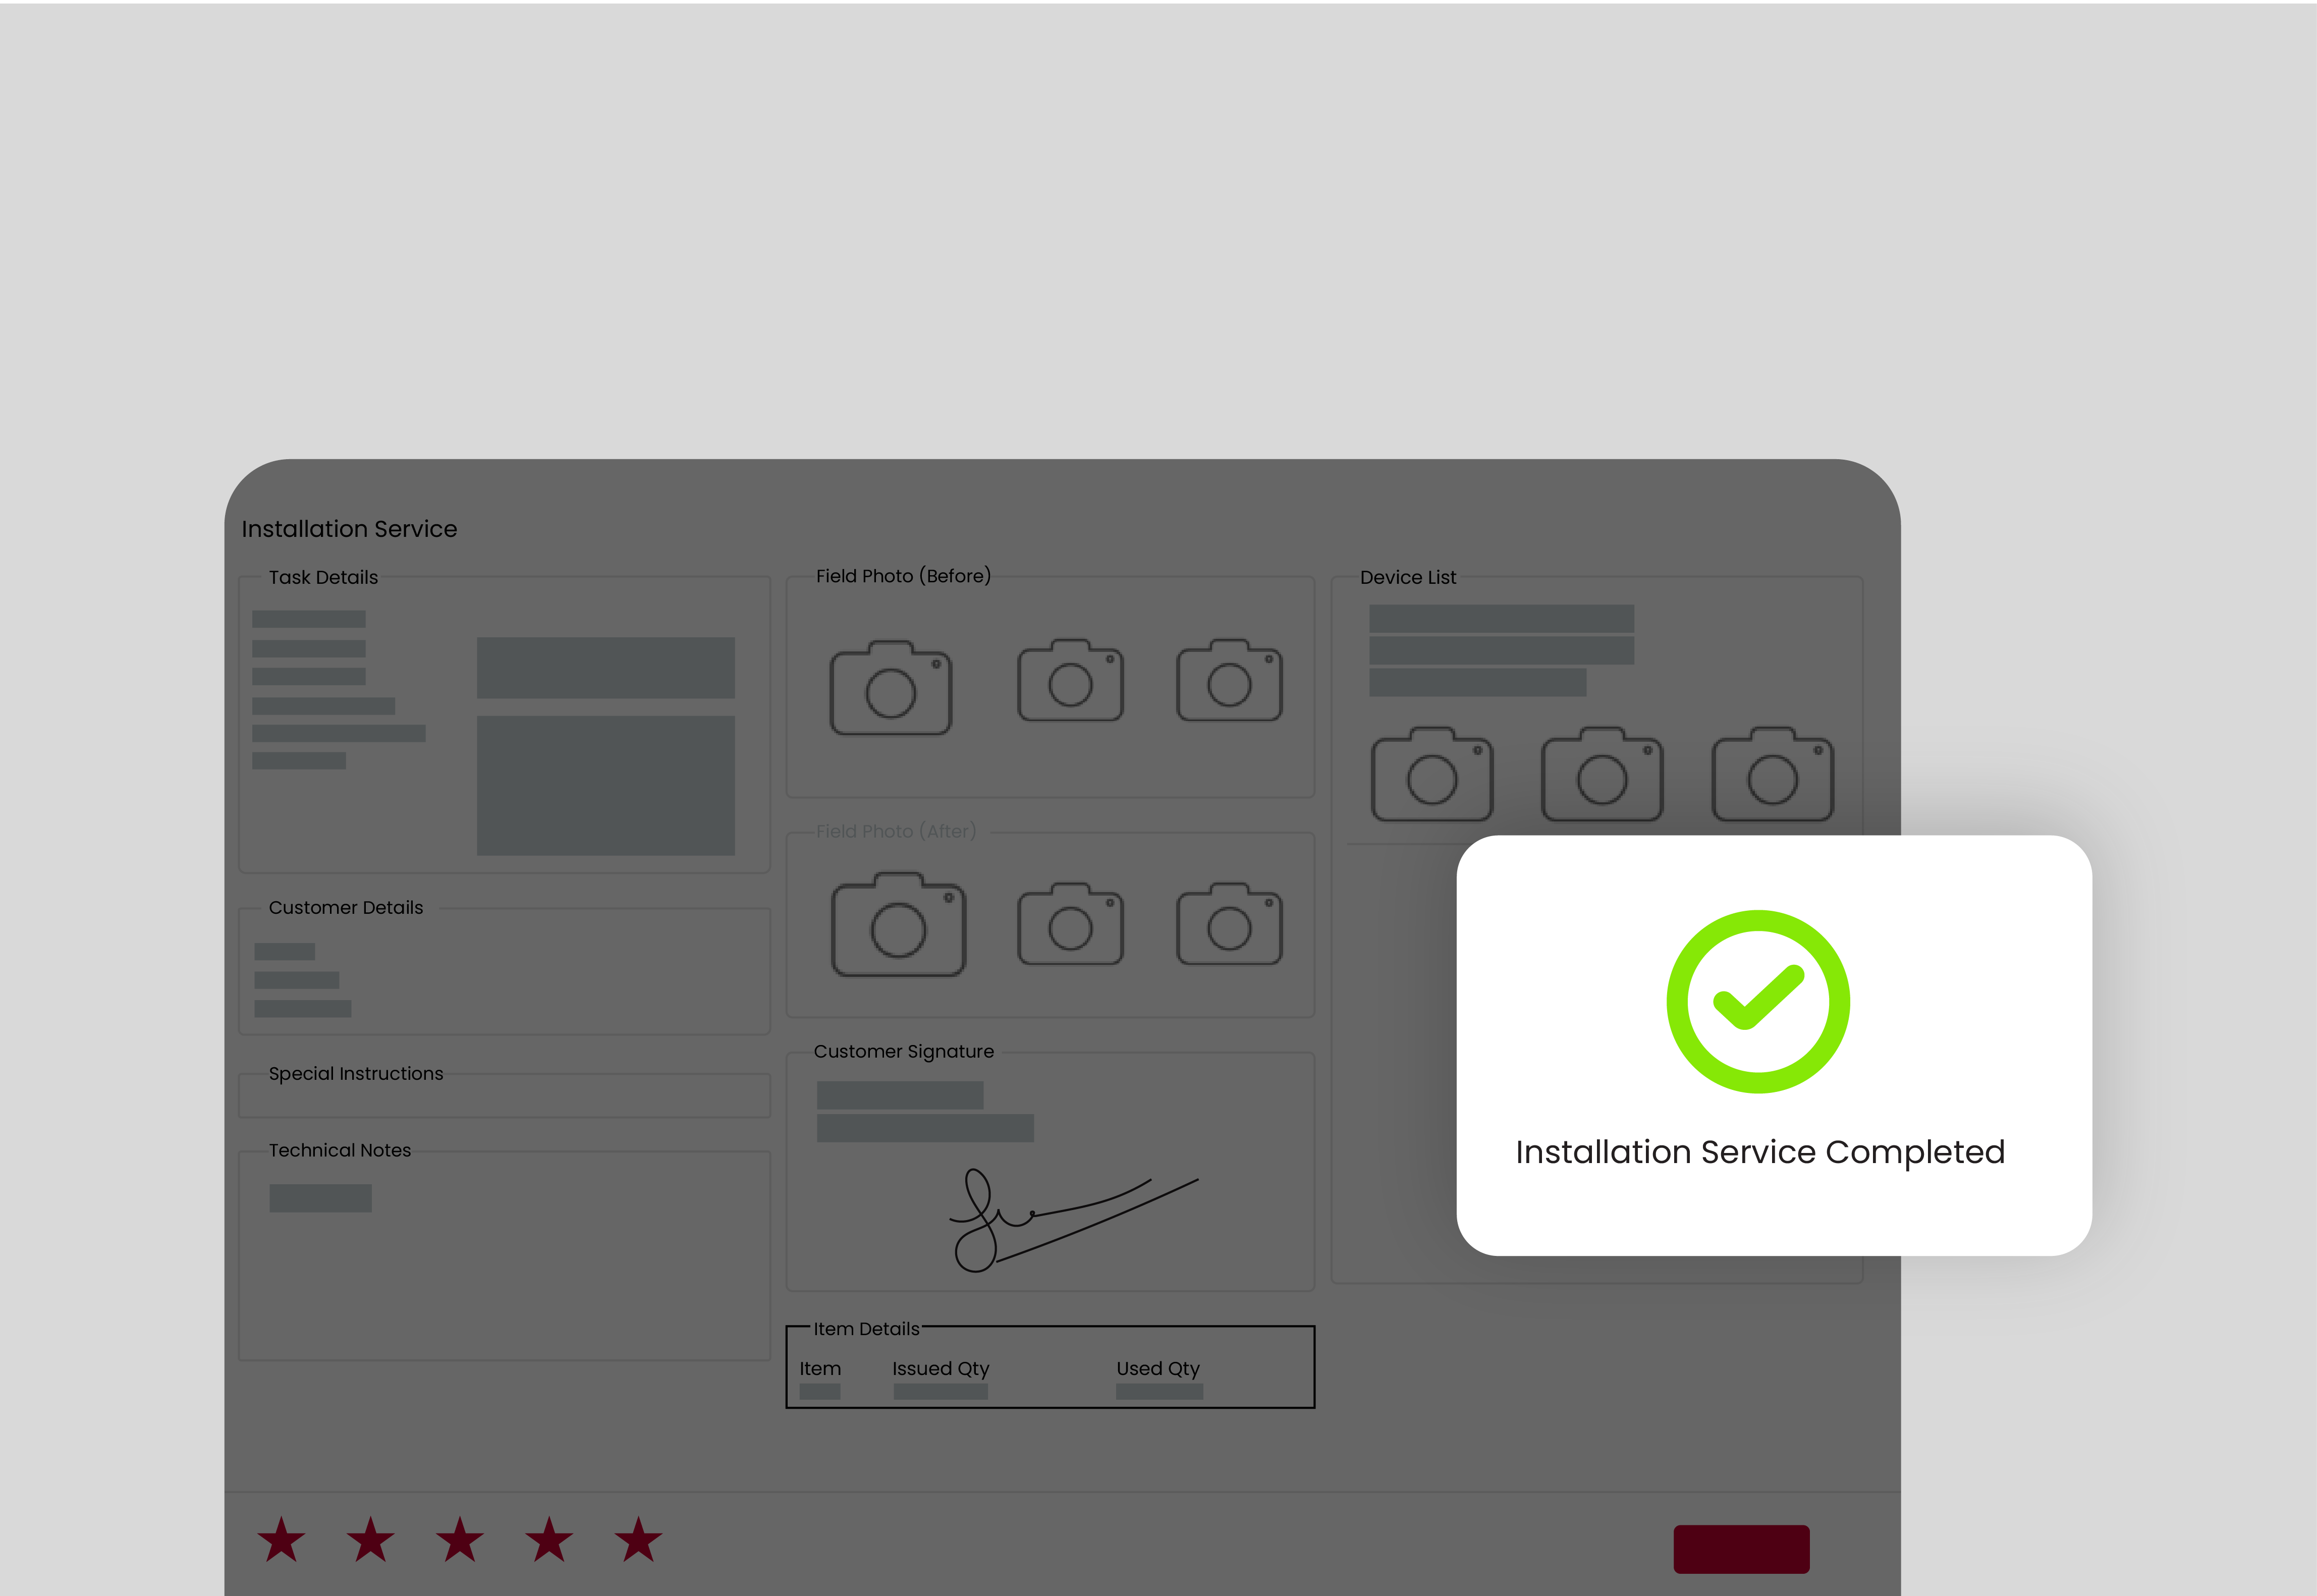 Installation Service
Task Details
Customer Details
Special Instructions
Technical Notes
Field Photo (Before)
Field Photo (After)
Customer Signature
Item Details
Item Issued Qty Used Qty
Device List
Installation Service Completed